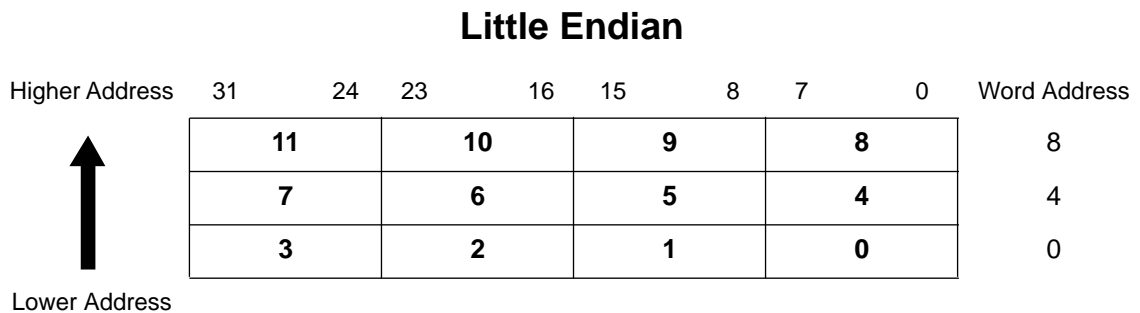 Little Endian
Higher Address 31 24 23 16 15 8 7 0 Word Address
11 10 9 8 8
7 6 5 4 4
3 2 1 0 0
Lower Address